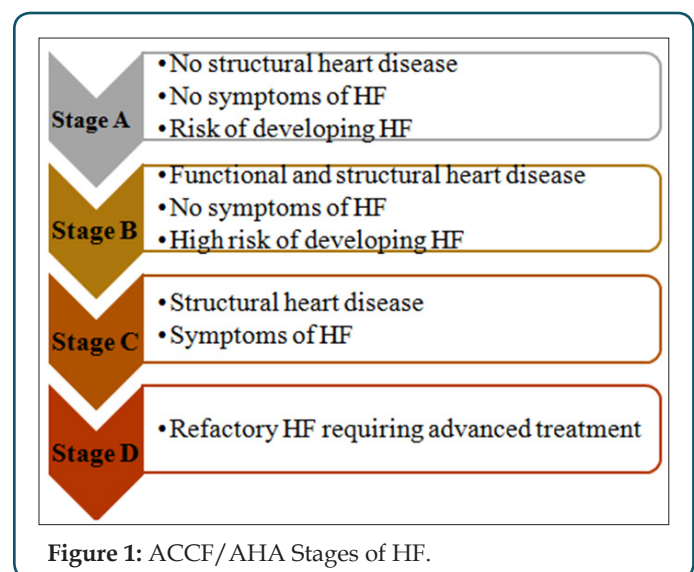 Stage A
•No structural heart disease
•No symptoms of HF
•Risk of developing HF
Stage B
•Functional and structural heart disease
•No symptoms of HF
•High risk of developing HF
Stage C
•Structural heart disease
•Symptoms of HF
Stage D
•Refactory HF requiring advanced treatment
Figure 1: ACCF/AHA Stages of HF.